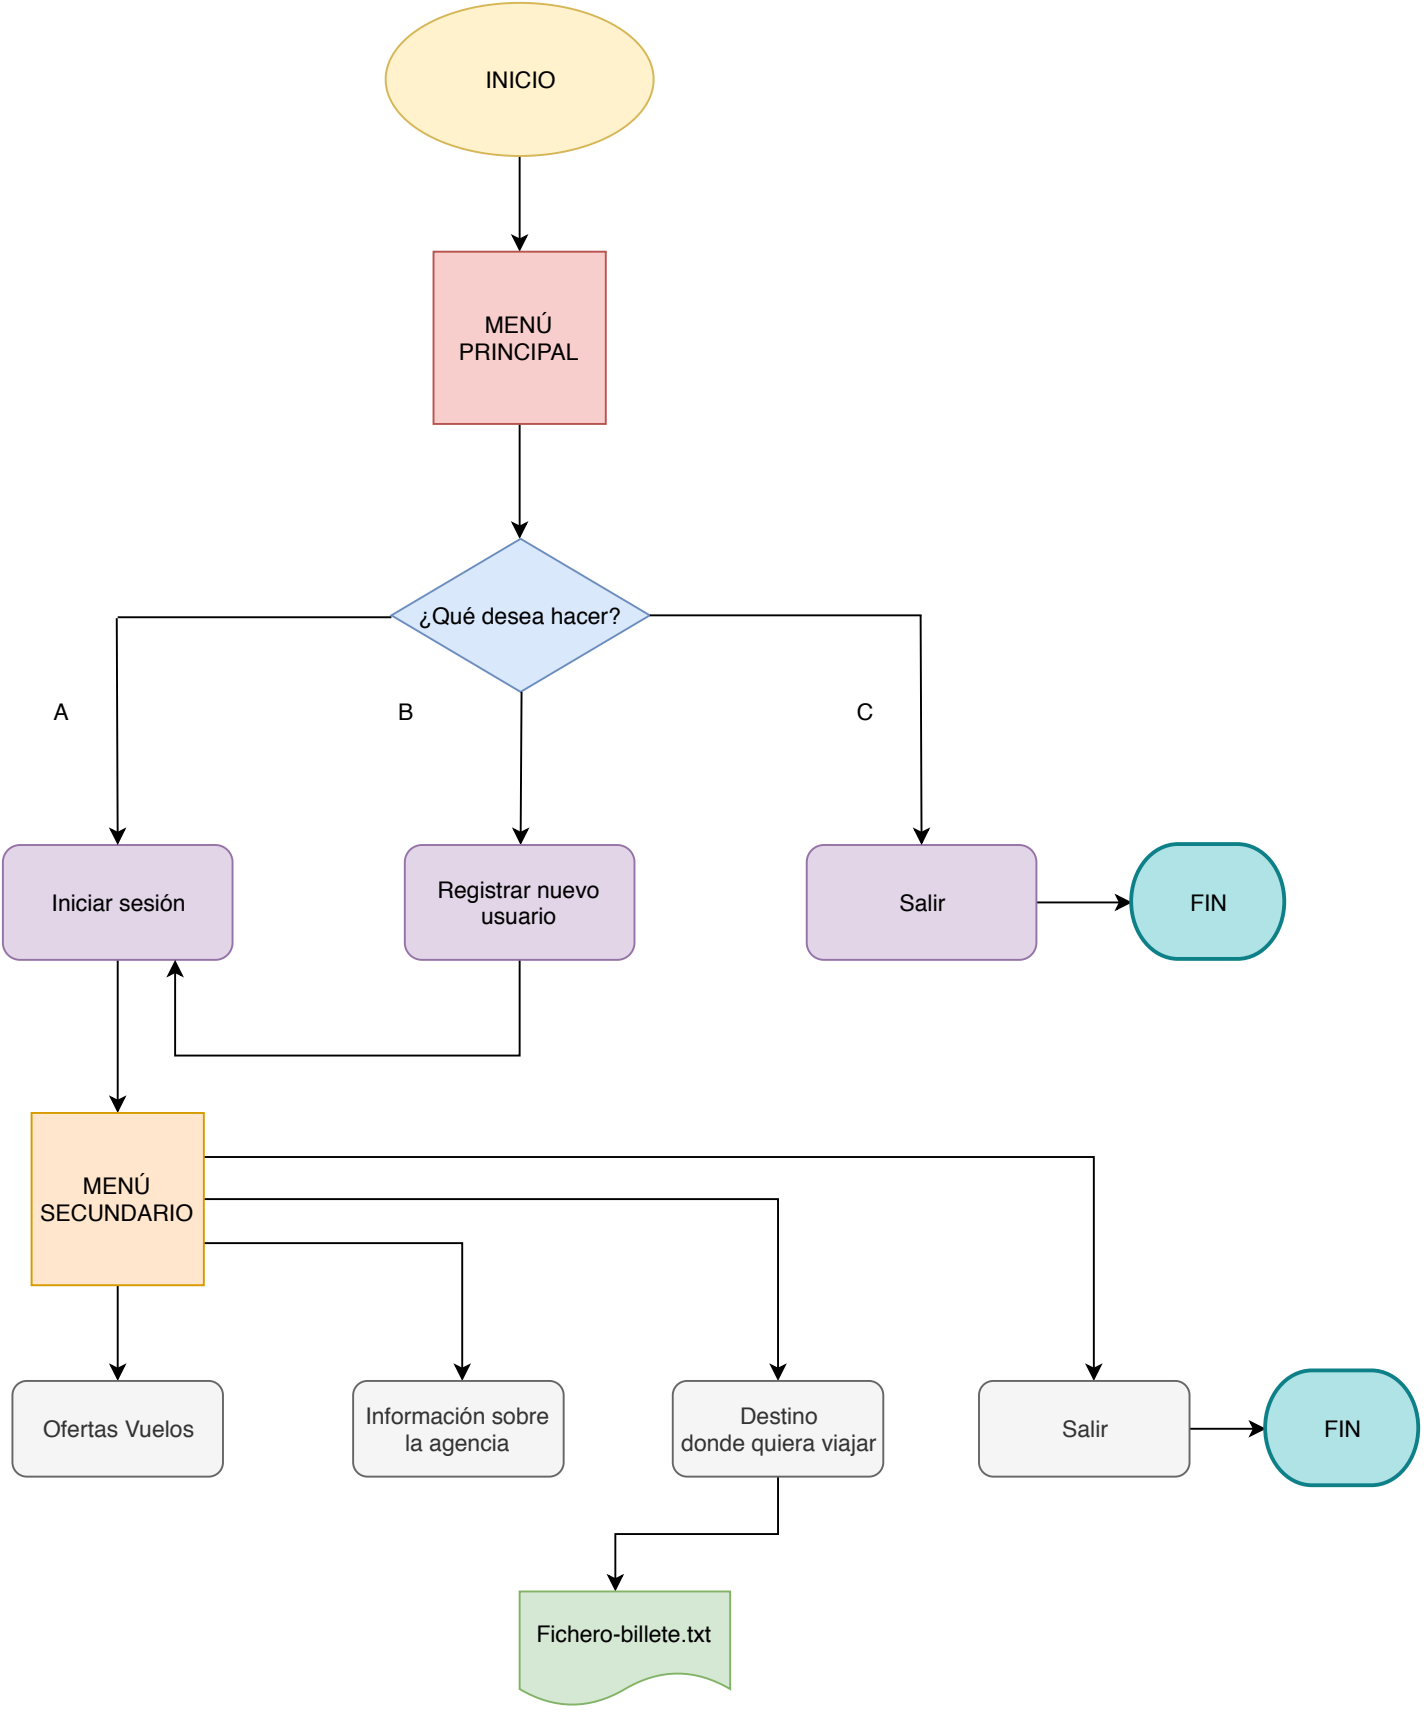 INICIO
MENÚ
PRINCIPAL
¿Qué desea hacer?
A
B
C
Iniciar sesión
Registrar nuevo
usuario
Salir
FIN
MENÚ
SECUNDARIO
Ofertas Vuelos
Información sobre
la agencia
Destino
donde quiera viajar
Salir
FIN
Fichero-billete.txt